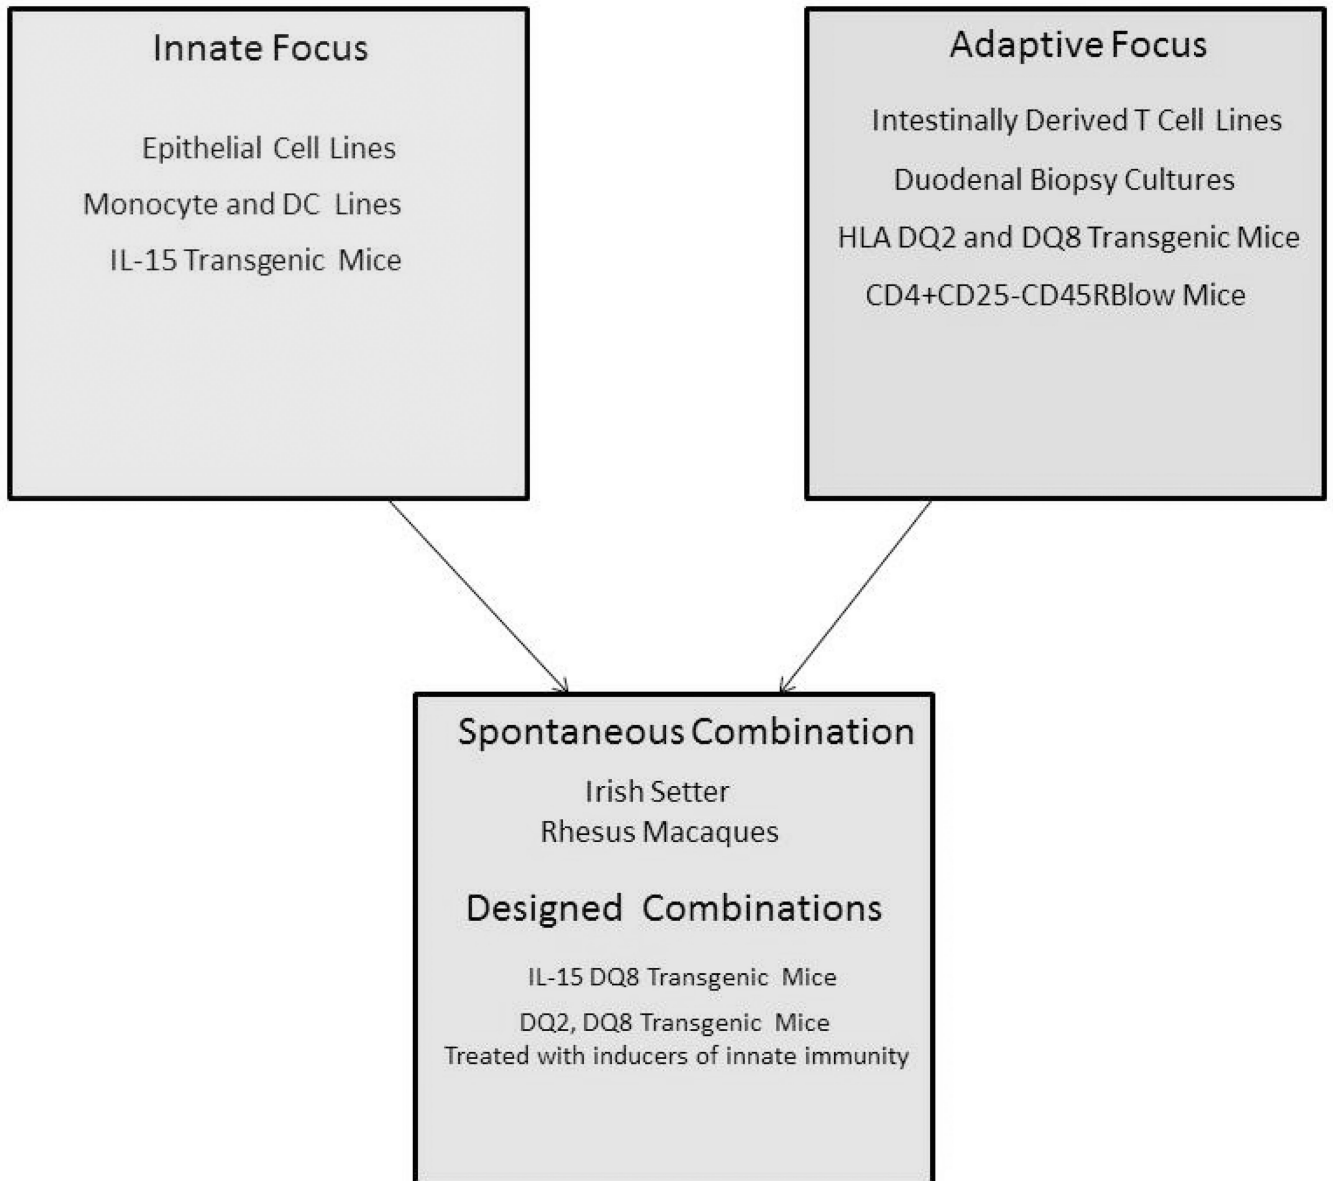 Innate Focus
Epithelial Cell Lines
Monocyte and DC Lines
IL-15 Transgenic Mice
Adaptive Focus
Intestinally Derived T Cell Lines
Duodenal Biopsy Cultures
HLA DQ2 and DQ8 Transgenic Mice
CD4+CD25-CD45RBlow Mice
Spontaneous Combination
Irish Setter
Rhesus Macaques
Designed Combinations
IL-15 DQ8 Transgenic Mice
DQ2, DQ8 Transgenic Mice
Treated with inducers of innate immunity